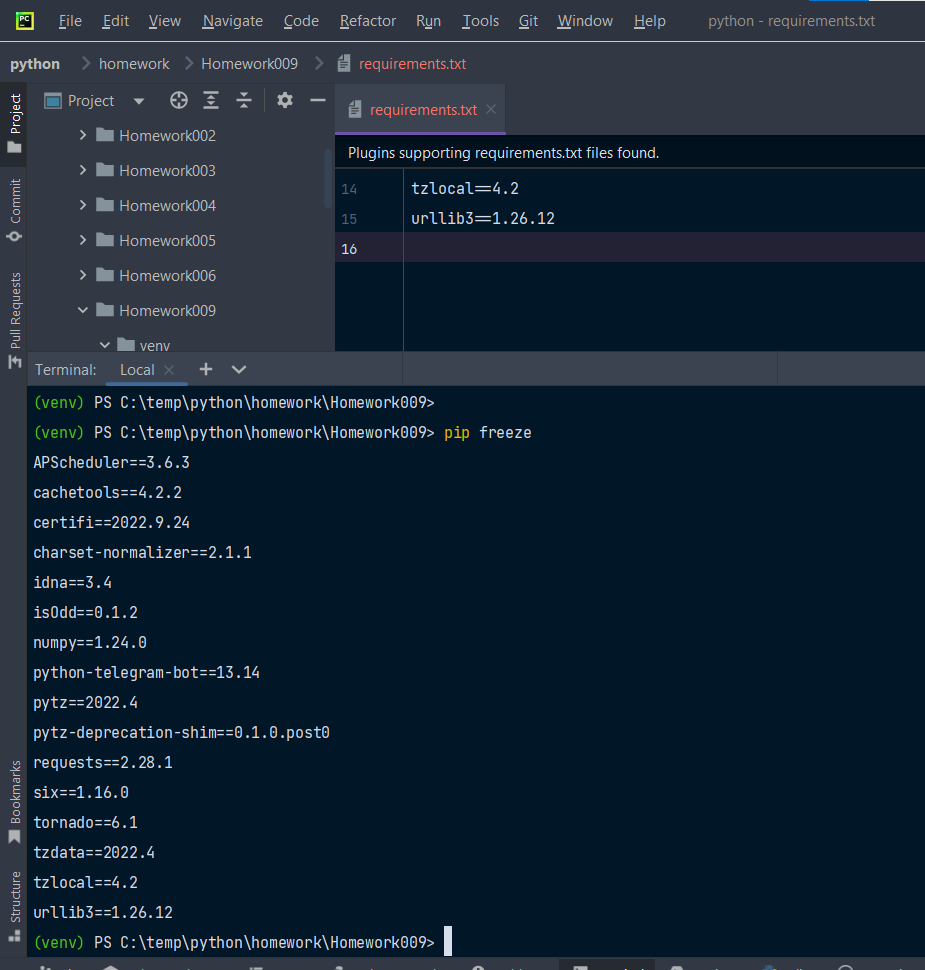 PC File Edit View Navigate Code Refactor Run Tools Git Window Help python - requirements.txt
python homework Homework009 requirements.txt
Project
Commit
Pull Requests
Bookmarks
Structure
Project
Homework002
Homework003
Homework004
Homework005
Homework006
Homework009
venv
requirements.txt
Plugins supporting requirements.txt files found.
14 tzlocal==4.2
15 urllib3==1.26.12
16
Terminal: Local
(venv) PS C:\temp\python\homework\Homework009>
(venv) PS C:\temp\python\homework\Homework009> pip freeze
APScheduler==3.6.3
cachetools==4.2.2
certifi==2022.9.24
charset-normalizer==2.1.1
idna==3.4
isOdd==0.1.2
numpy==1.24.0
python-telegram-bot==13.14
pytz==2022.4
pytz-deprecation-shim==0.1.0.post0
requests==2.28.1
six==1.16.0
tornado==6.1
tzdata==2022.4
tzlocal==4.2
urllib3==1.26.12
(venv) PS C:\temp\python\homework\Homework009>